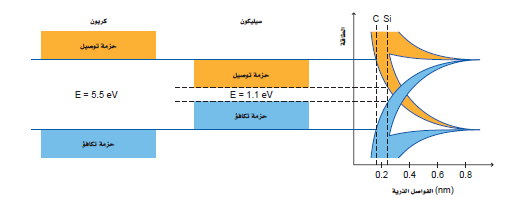 كربون
سيليكون
حزمة توصيل
حزمة توصيل
E = 5.5 eV
E = 1.1 eV
حزمة تكافؤ
حزمة تكافؤ
الطاقة
C Si
0.2 0.4 0.6 0.8
الفواصل الذرية (nm)